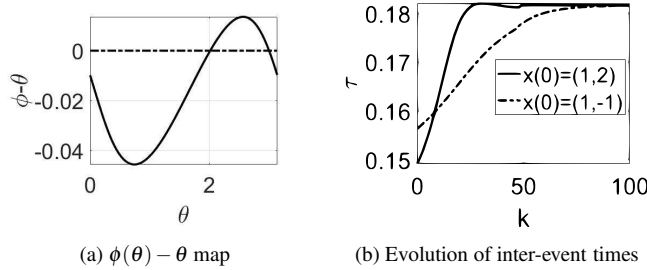 0
-0.02
-0.04
ϕ-θ
0
2
θ
(a) ϕ(θ) − θ map
0.18
0.17
0.16
0.15
τ
x(0)=(1,2)
x(0)=(1,-1)
0
50
100
k
(b) Evolution of inter-event times